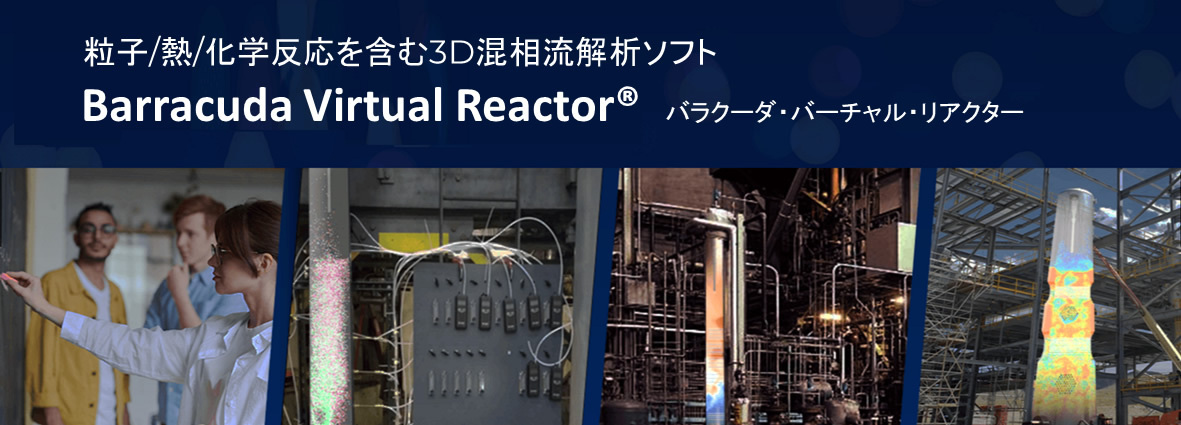 粒子/熱/化学反応を含む3D混相流解析ソフト
Barracuda Virtual Reactor® バラクーダ・バーチャル・リアクター